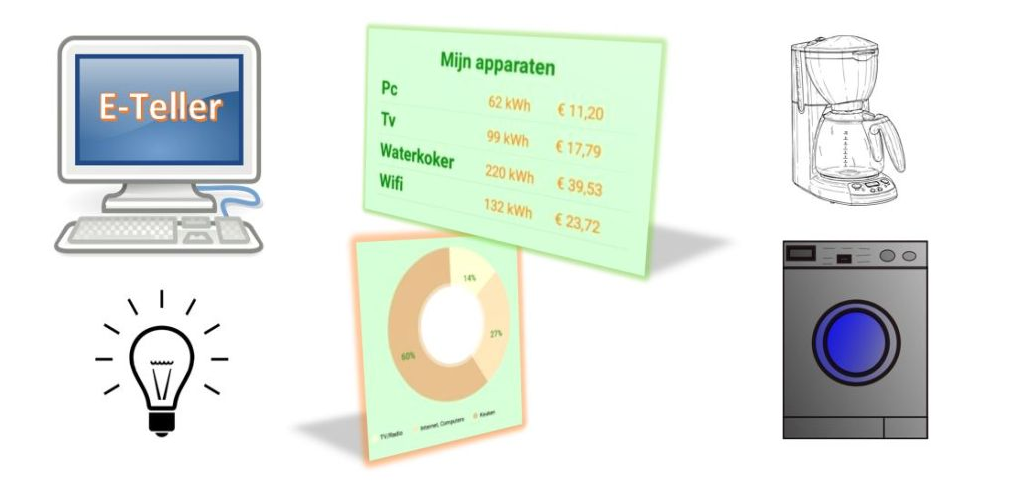 E-Teller
Mijn apparaten
Pc 62 kWh € 11,20
Tv 99 kWh € 17,79
Waterkoker 220 kWh € 39,53
Wifi 132 kWh € 23,72
14%
27%
60%
TV/Radio Internet, Computers Keuken